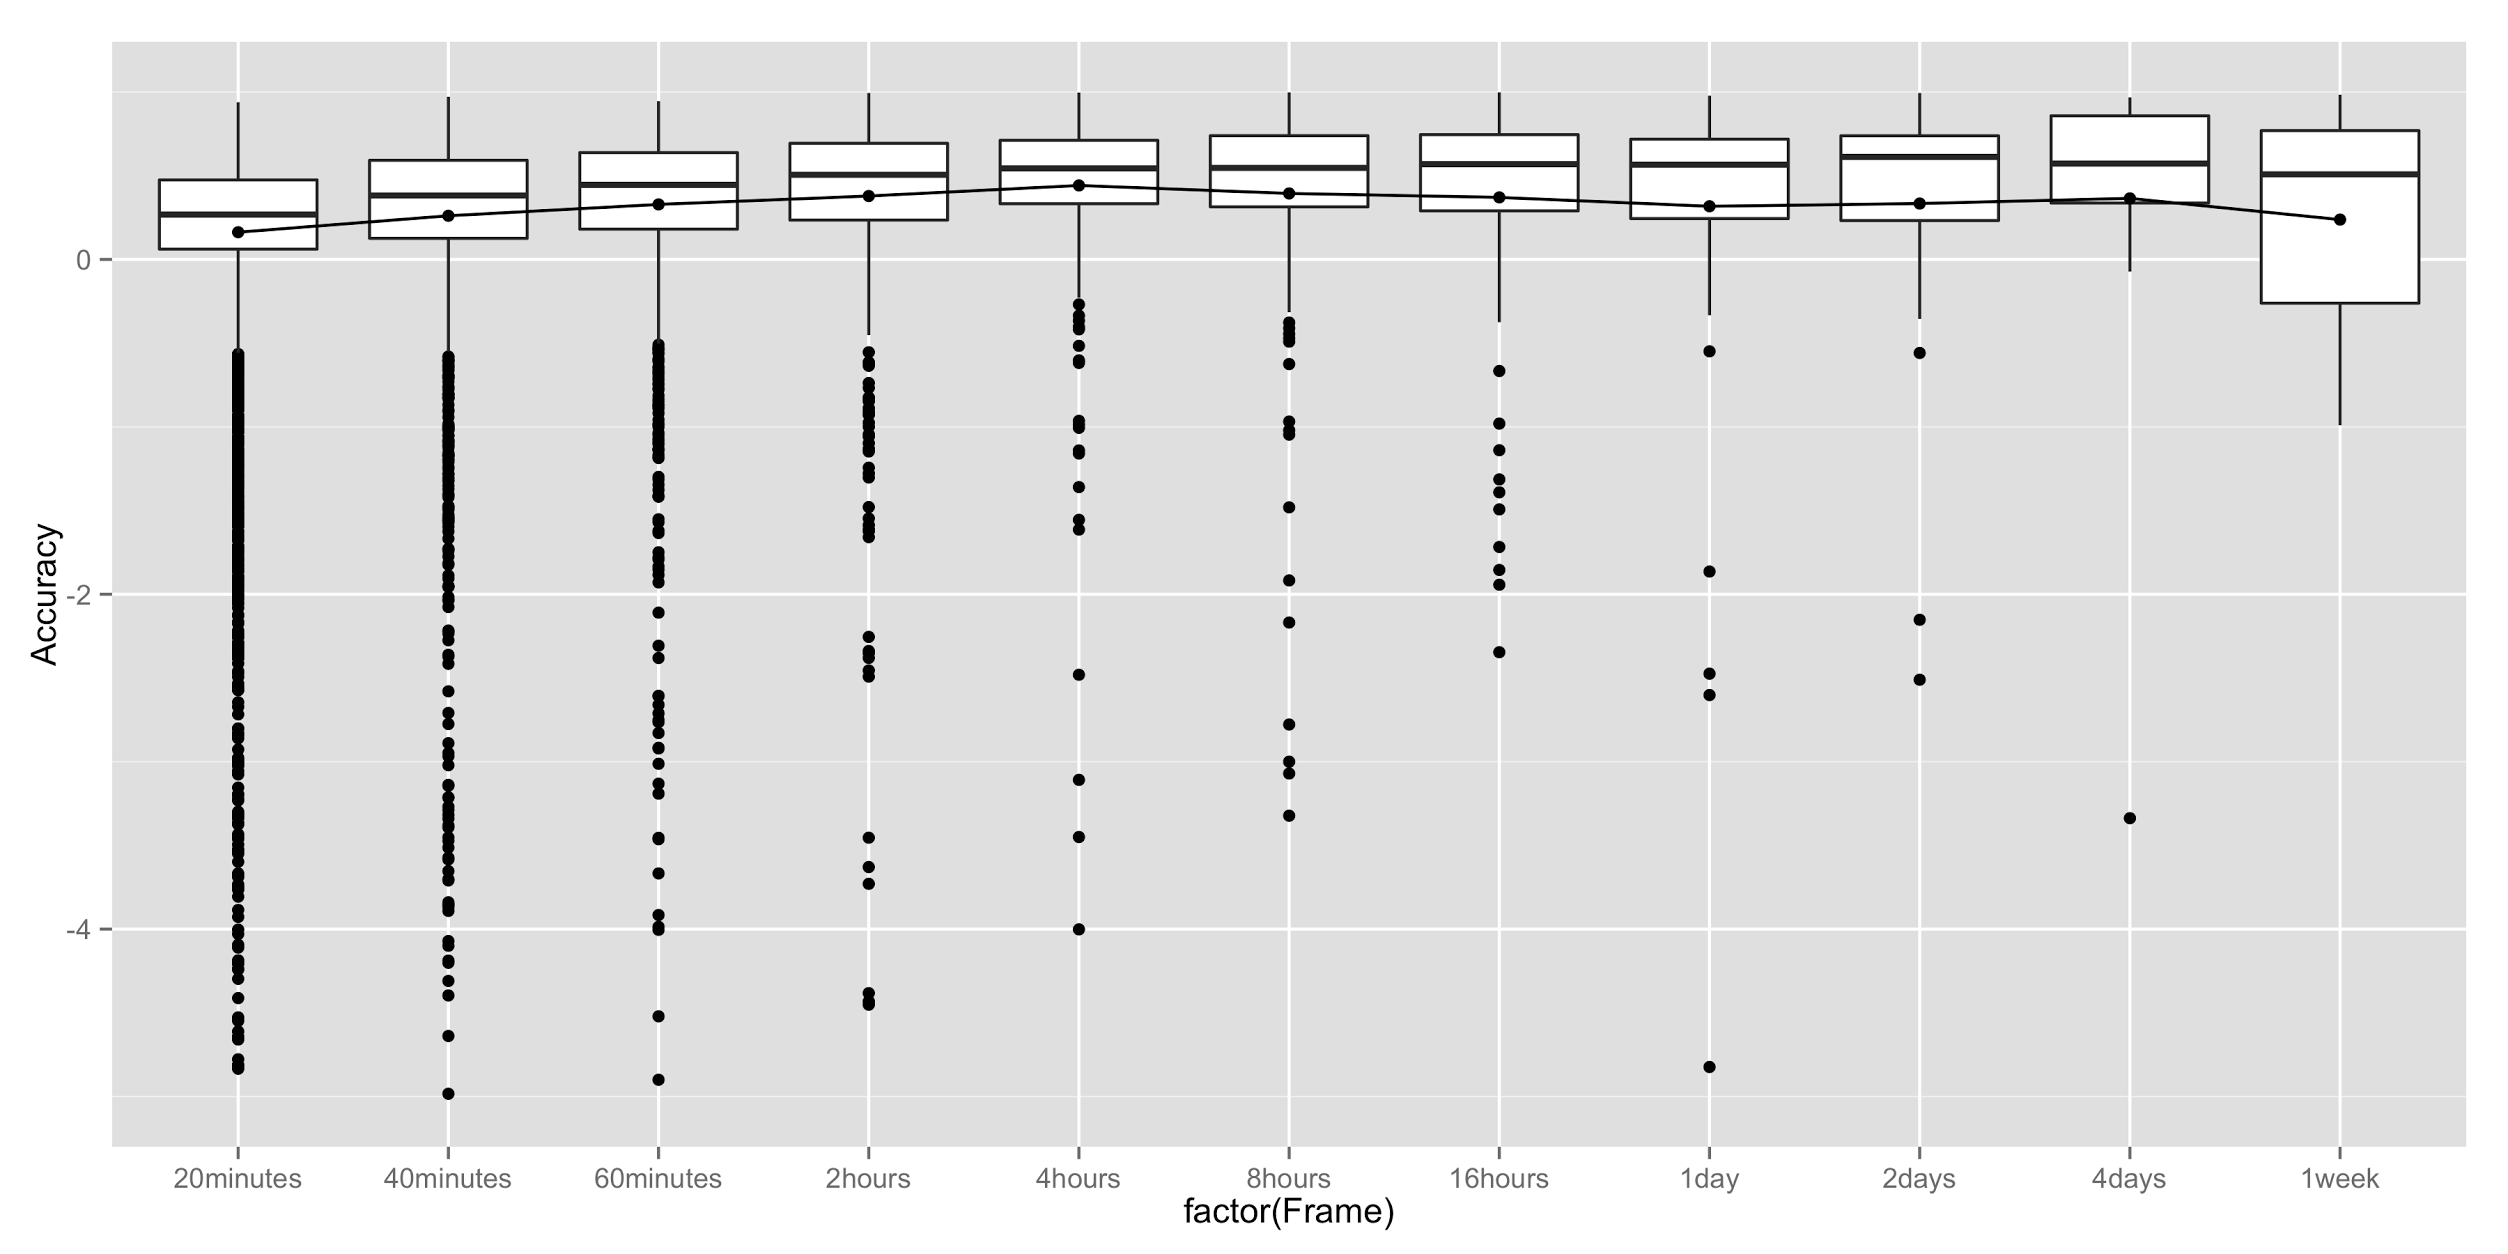 Accuracy
0
-2
-4
20minutes 40minutes 60minutes 2hours 4hours 8hours 16hours 1day 2days 4days 1week
factor(Frame)